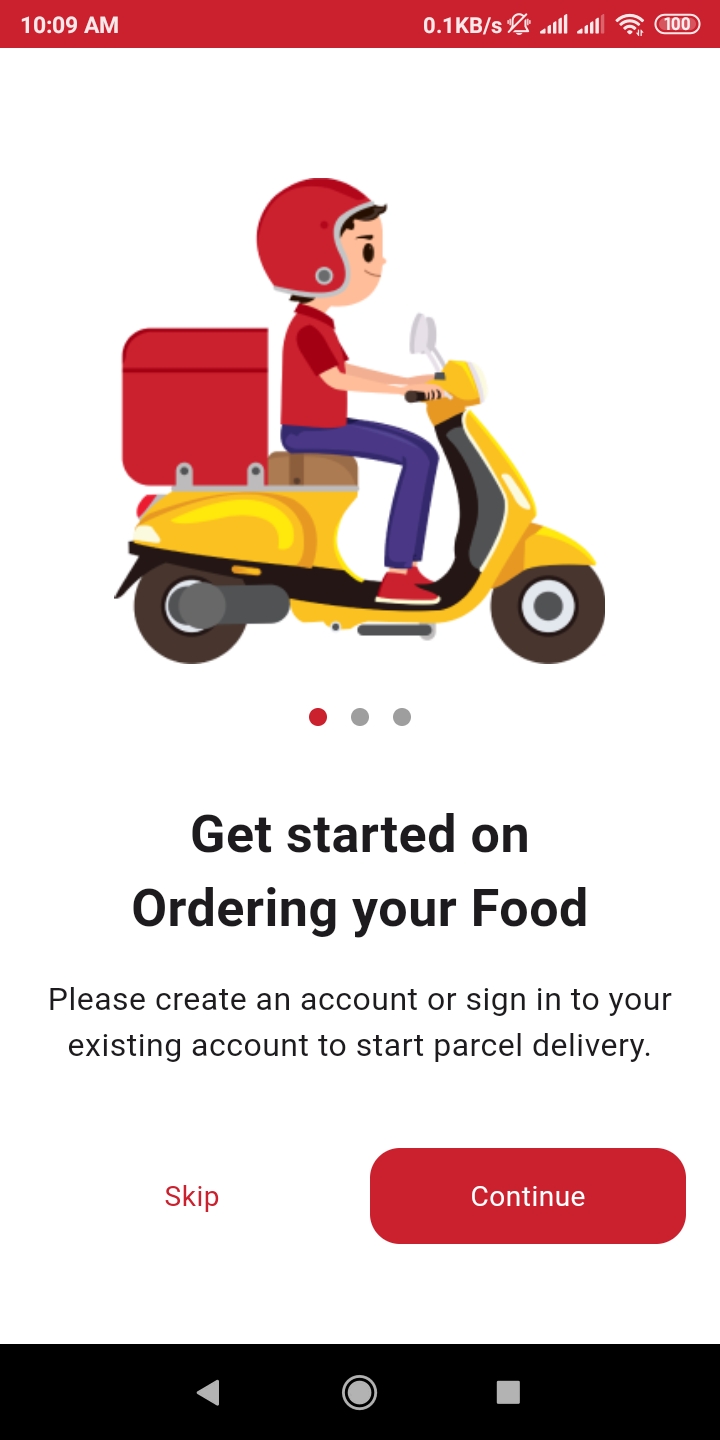 10:09 AM 0.1KB/s 100
Get started on
Ordering your Food
Please create an account or sign in to your
existing account to start parcel delivery.
Skip Continue